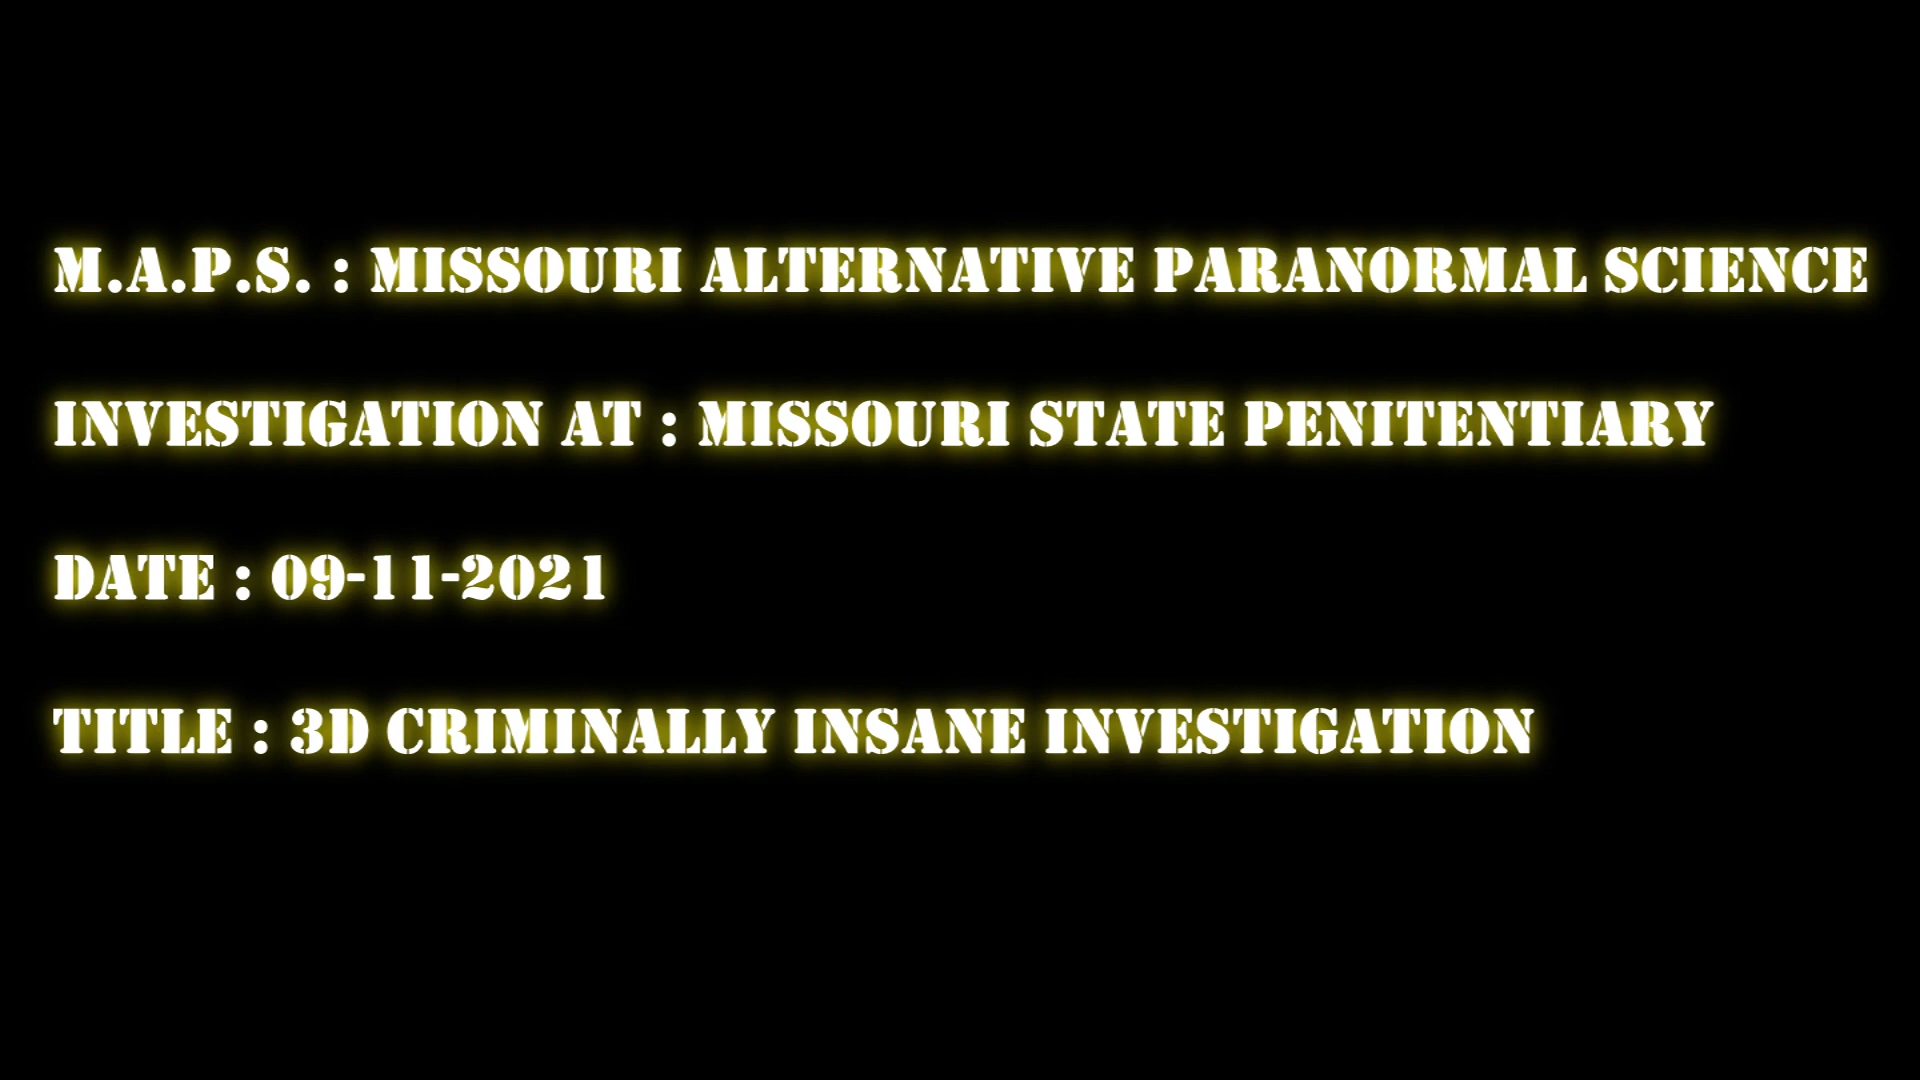 M.A.P.S. : MISSOURI ALTERNATIVE PARANORMAL SCIENCE
INVESTIGATION AT : MISSOURI STATE PENITENTIARY
DATE : 09-11-2021
TITLE : 3D CRIMINALLY INSANE INVESTIGATION